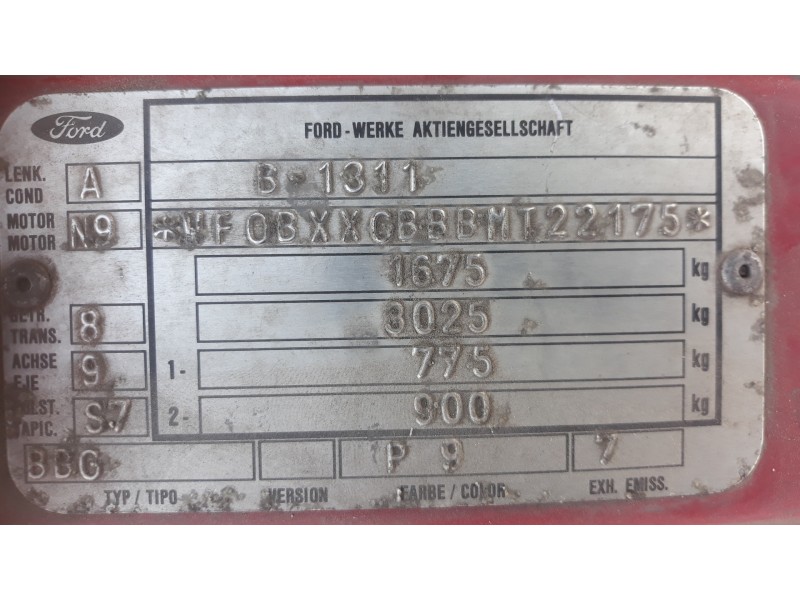 Ford
FORD-WERKE AKTIENGESELLSCHAFT
LENK. COND A B-1311
MOTOR MOTOR N9 *WF0BXXGBBBMT22175*
1675 kg
GETR. TRANS. 8 3025 kg
ACHSE EJE 9 1- 775 kg
POLST. TAPIC. S7 2- 900 kg
BBG P 9 7
TYP / TIPO VERSION FARBE / COLOR EXH. EMISS.